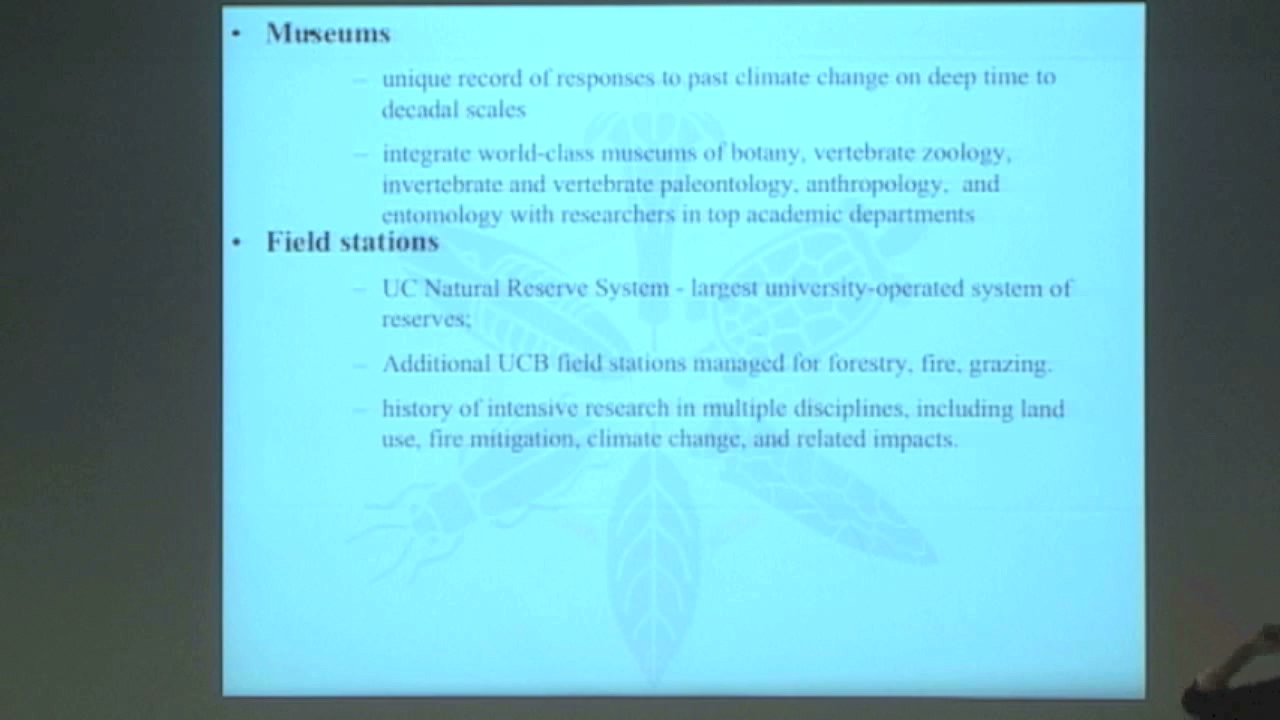 • Museums
– unique record of responses to past climate change on deep time to
decadal scales
– integrate world-class museums of botany, vertebrate zoology,
invertebrate and vertebrate paleontology, anthropology, and
entomology with researchers in top academic departments
• Field stations
– UC Natural Reserve System - largest university-operated system of
reserves;
– Additional UCB field stations managed for forestry, fire, grazing.
– history of intensive research in multiple disciplines, including land
use, fire mitigation, climate change, and related impacts.